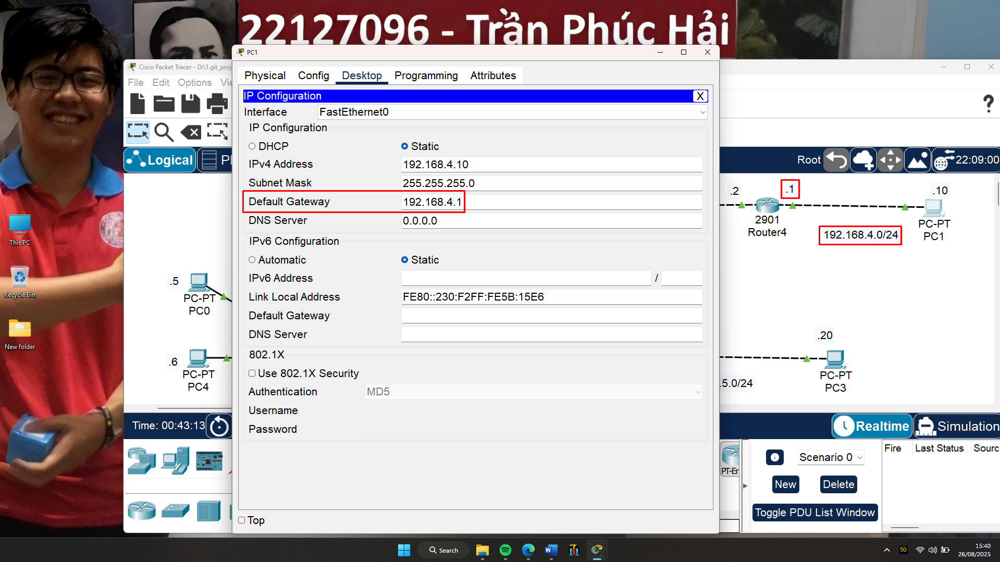 22127096 - Trần Phúc Hải
PC1
Cisco Packet Tracer - D:\1.git_proj
File Edit Options
Physical Config Desktop Programming Attributes
IP Configuration
X
Interface FastEthernet0
IP Configuration
DHCP Static
IPv4 Address 192.168.4.10
Subnet Mask 255.255.255.0
Default Gateway 192.168.4.1
DNS Server 0.0.0.0
IPv6 Configuration
Automatic Static
IPv6 Address /
Link Local Address FE80::230:F2FF:FE5B:15E6
Default Gateway
DNS Server
802.1X
Use 802.1X Security
Authentication MD5
Username
Password
Top
Logical
Root 22:09:00
.2
.1
.10
2901
Router4
192.168.4.0/24
PC-PT
PC1
.5
PC-PT
PC0
.6
PC-PT
PC4
.20
PC-PT
PC3
.5.0/24
Time: 00:43:13
Realtime Simulation
Scenario 0
New Delete
Toggle PDU List Window
Fire Last Status Sourc
This PC
Recycle Bin
New folder
Search
50
15:40
26/08/2025